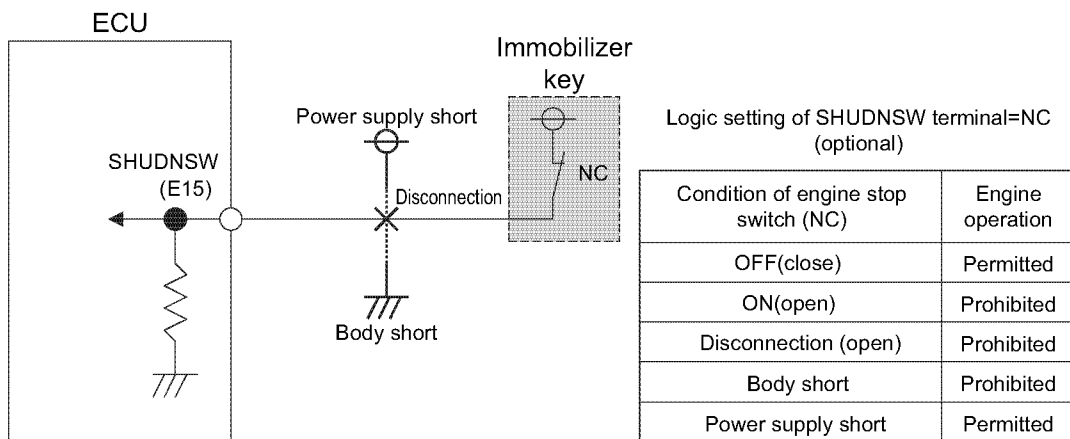 ECU
Immobilizer
key
Power supply short
SHUDNSW
(E15)
Disconnection
NC
Body short
Logic setting of SHUDNSW terminal=NC
(optional)
Condition of engine stop
switch (NC)
Engine
operation
OFF(close)
Permitted
ON(open)
Prohibited
Disconnection (open)
Prohibited
Body short
Prohibited
Power supply short
Permitted